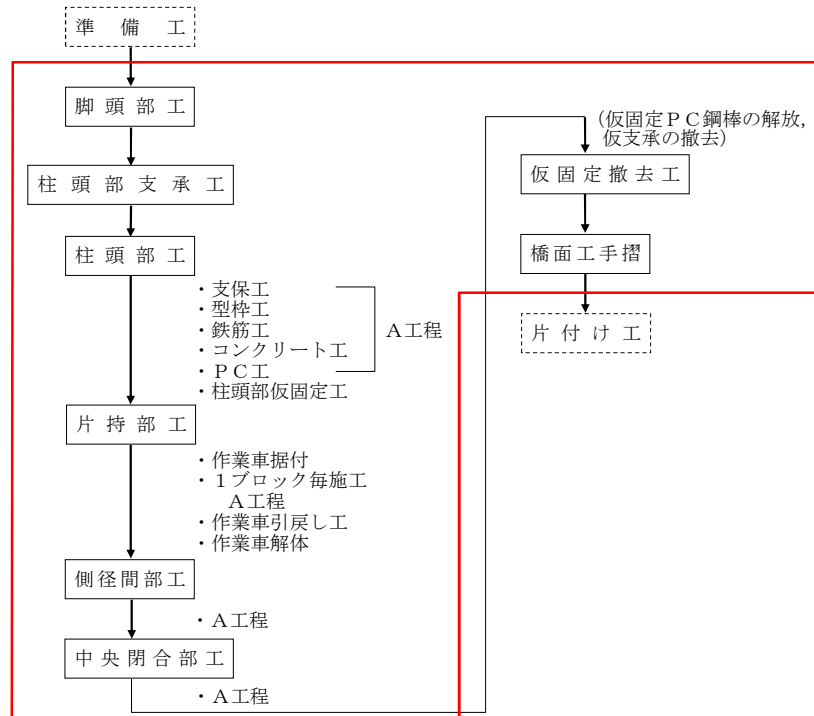 準備工
脚頭部工
柱頭部支承工
柱頭部工
・支保工
・型枠工
・鉄筋工
・コンクリート工
・ＰＣ工
・柱頭部仮固定工
Ａ工程
片持部工
・作業車据付
・１ブロック毎施工
Ａ工程
・作業車引戻し工
・作業車解体
側径間部工
・Ａ工程
中央閉合部工
・Ａ工程
（仮固定ＰＣ鋼棒の解放,
仮支承の撤去）
仮固定撤去工
橋面工手摺
片付け工